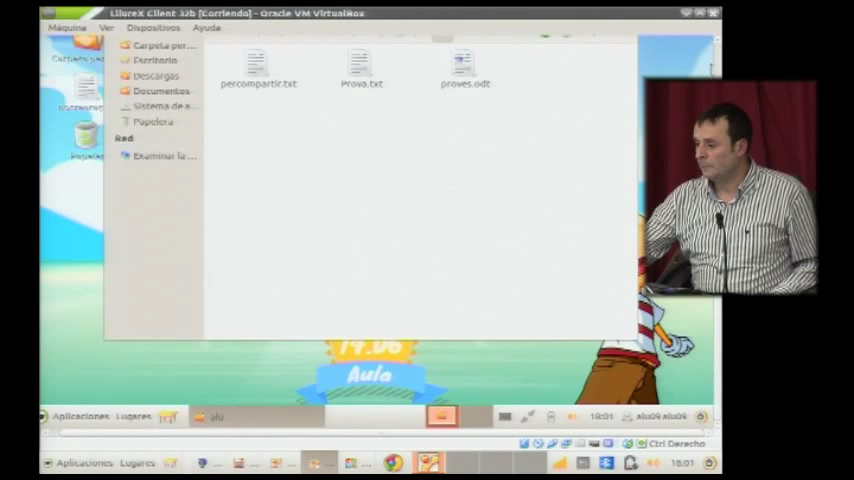 LliureX Client 32b [Corriendo] - Oracle VM VirtualBox
Máquina Ver Dispositivos Ayuda
Carpeta per...
Escritorio
Descargas
Documentos
Sistema de a...
Papelera
Red
Examinar la ...
percompartir.txt
Prova.txt
proves.odt
14.06
Aula
Aplicaciones Lugares
alu
18:01
alu09 alu09
Ctrl Derecho
Aplicaciones Lugares
18:01